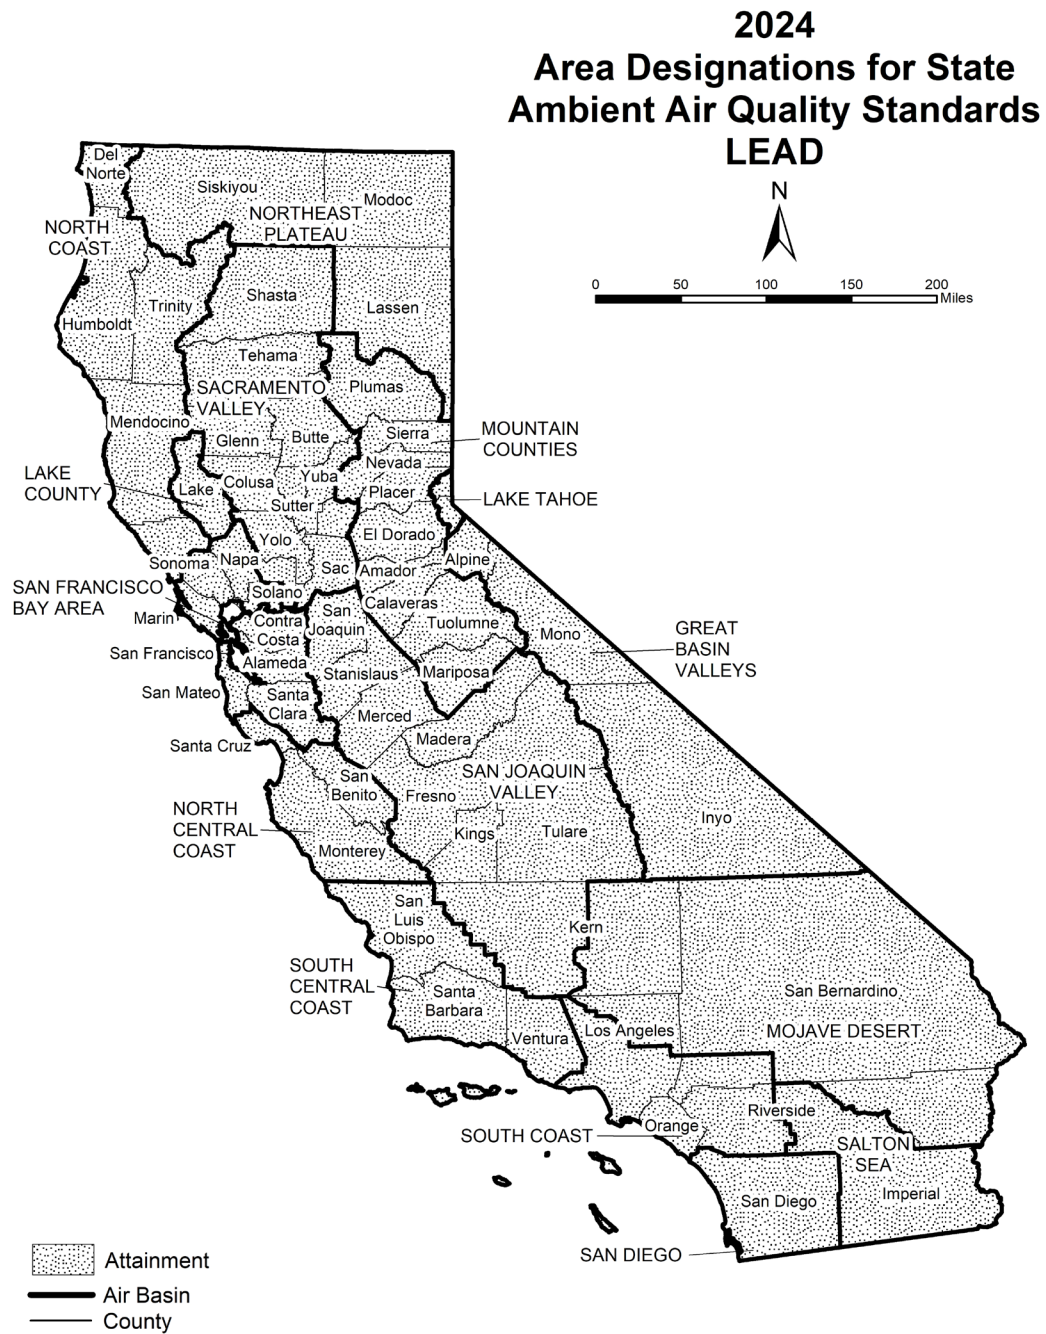 2024
Area Designations for State
Ambient Air Quality Standards
LEAD
N
0 50 100 150 200
Miles
Del
Norte
Siskiyou
Modoc
NORTHEAST
PLATEAU
NORTH
COAST
Shasta
Trinity
Lassen
Humboldt
Tehama
Plumas
SACRAMENTO
VALLEY
Mendocino
Glenn
Butte
Sierra
MOUNTAIN
COUNTIES
Nevada
LAKE
COUNTY
Lake
Colusa
Yuba
Placer
LAKE TAHOE
Sutter
El Dorado
Yolo
Sonoma
Napa
Sac
Amador
Alpine
SAN FRANCISCO
BAY AREA
Solano
Calaveras
Marin
Contra
Costa
San
Joaquin
Tuolumne
Mono
GREAT
BASIN
VALLEYS
San Francisco
Alameda
Stanislaus
Mariposa
San Mateo
Santa
Clara
Merced
Santa Cruz
Madera
SAN JOAQUIN
VALLEY
San
Benito
Fresno
NORTH
CENTRAL
COAST
Kings
Tulare
Inyo
Monterey
San
Luis
Obispo
Kern
SOUTH
CENTRAL
COAST
Santa
Barbara
San Bernardino
Ventura
Los Angeles
MOJAVE DESERT
Riverside
Orange
SOUTH COAST
SALTON
SEA
San Diego
Imperial
SAN DIEGO
Attainment
Air Basin
County